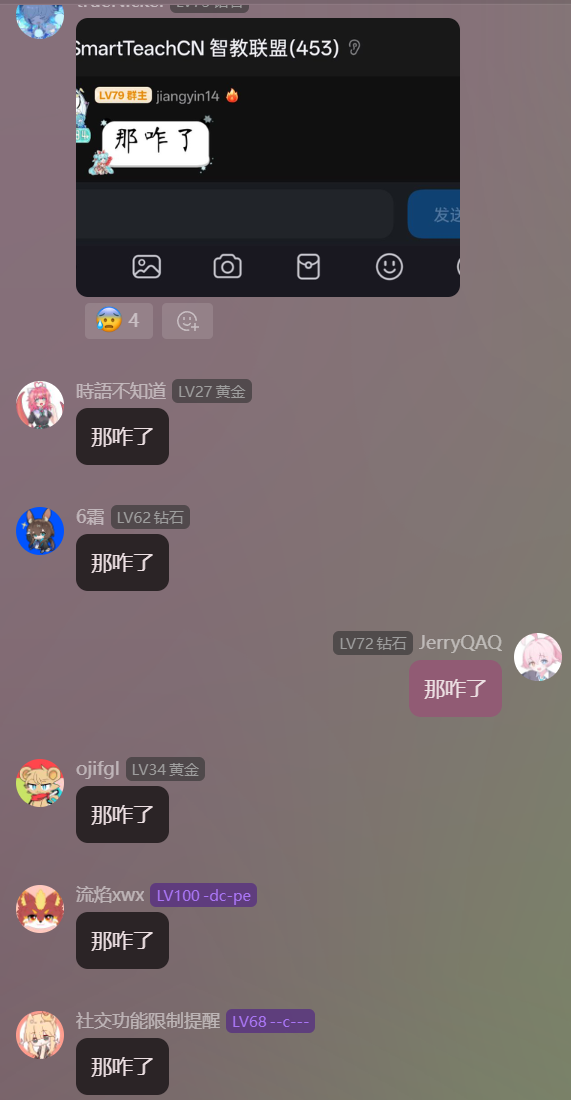 SmartTeachCN 智教联盟(453)
LV79 群主 jiangyin14
那咋了
发送
4
時語不知道 LV27 黄金
那咋了
6霜 LV62 钻石
那咋了
LV72 钻石 JerryQAQ
那咋了
ojifgl LV34 黄金
那咋了
流焰xwx LV100 -dc-pe
那咋了
社交功能限制提醒 LV68 --c---
那咋了